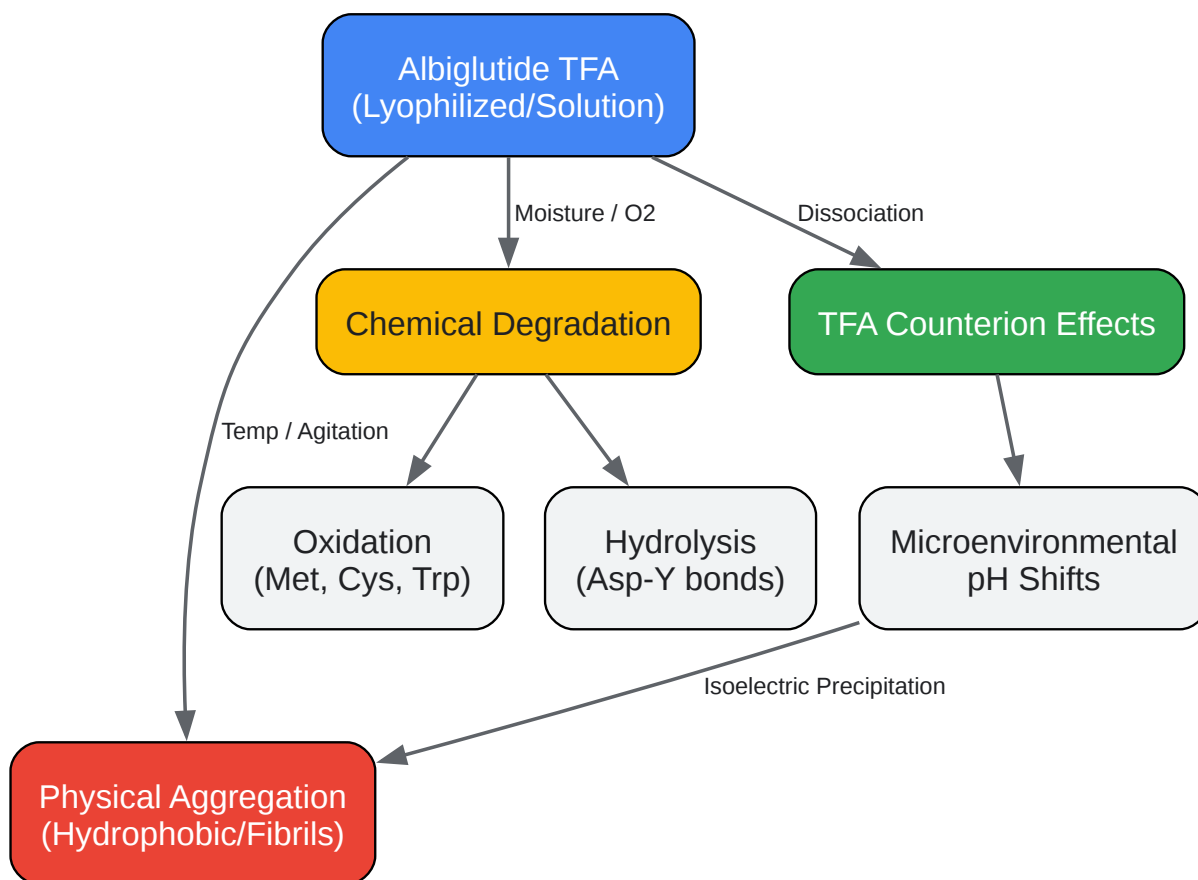 Albiglutide TFA
(Lyophilized/Solution)
Moisture / O2
Dissociation
Chemical Degradation
TFA Counterion Effects
Temp / Agitation
Oxidation
(Met, Cys, Trp)
Hydrolysis
(Asp-Y bonds)
Microenvironmental
pH Shifts
Isoelectric Precipitation
Physical Aggregation
(Hydrophobic/Fibrils)